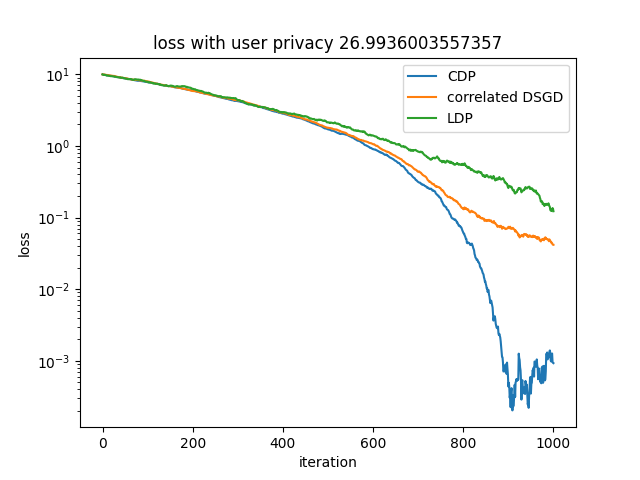 loss with user privacy 26.9936003557357
CDP
correlated DSGD
LDP
10¹
10⁰
10⁻¹
10⁻²
10⁻³
loss
0 200 400 600 800 1000
iteration